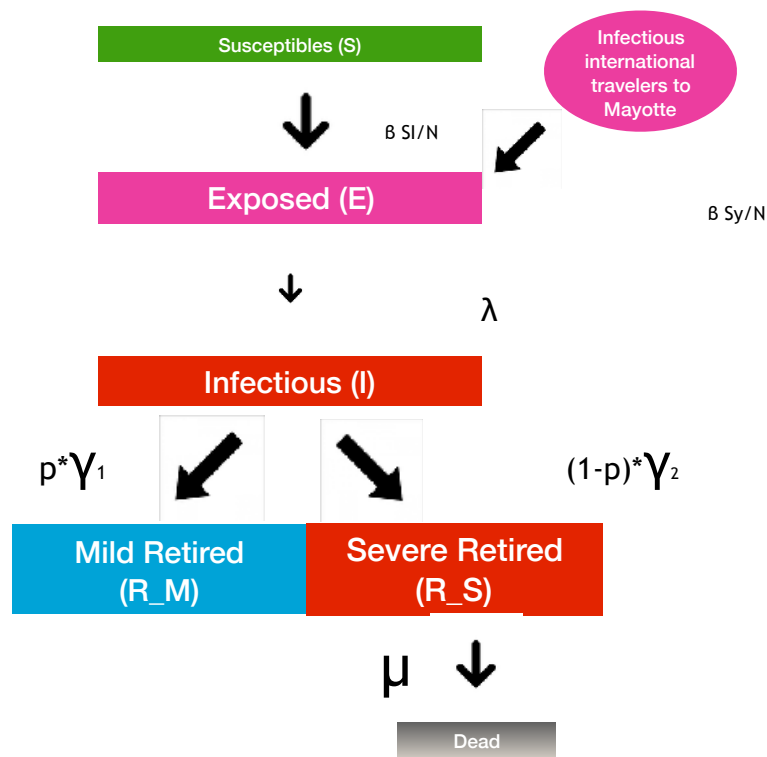 Susceptibles (S)
Infectious
international
travelers to
Mayotte
ß SI/N
Exposed (E)
ß Sy/N
λ
Infectious (I)
p*γ1
(1-p)*γ2
Mild Retired
(R_M)
Severe Retired
(R_S)
μ
Dead